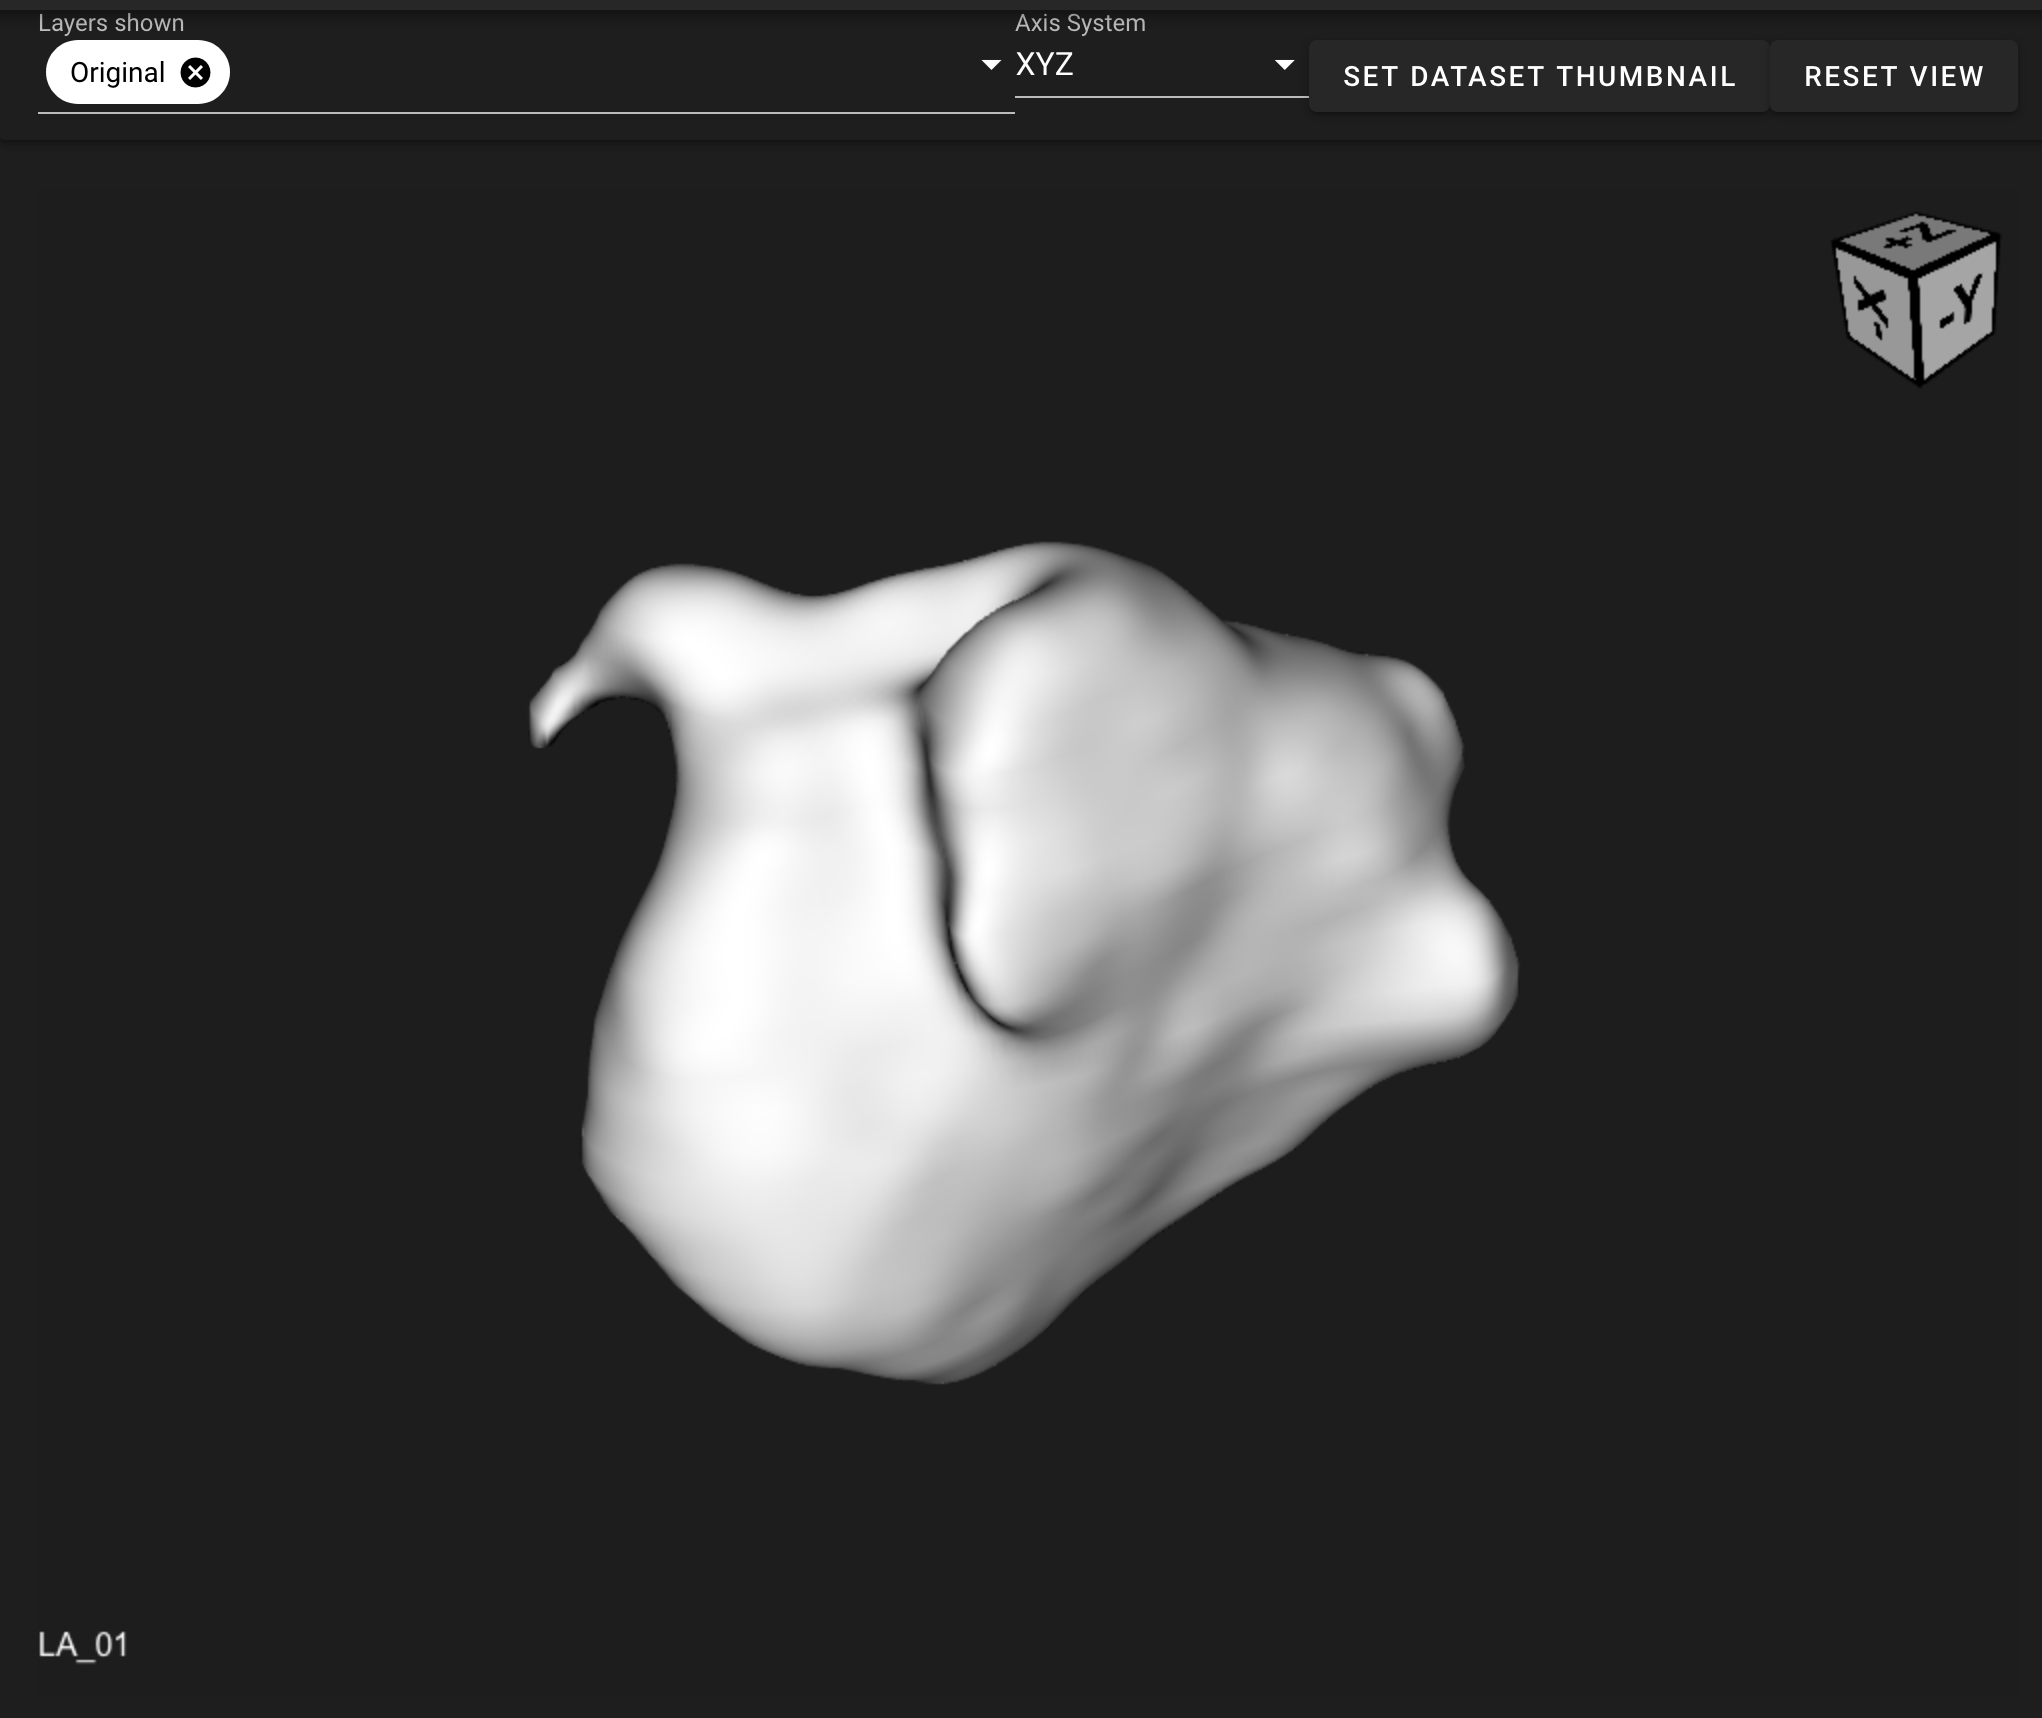 Layers shown
Axis System
Original
XYZ
SET DATASET THUMBNAIL
RESET VIEW
+Z
-X
-Y
LA_01